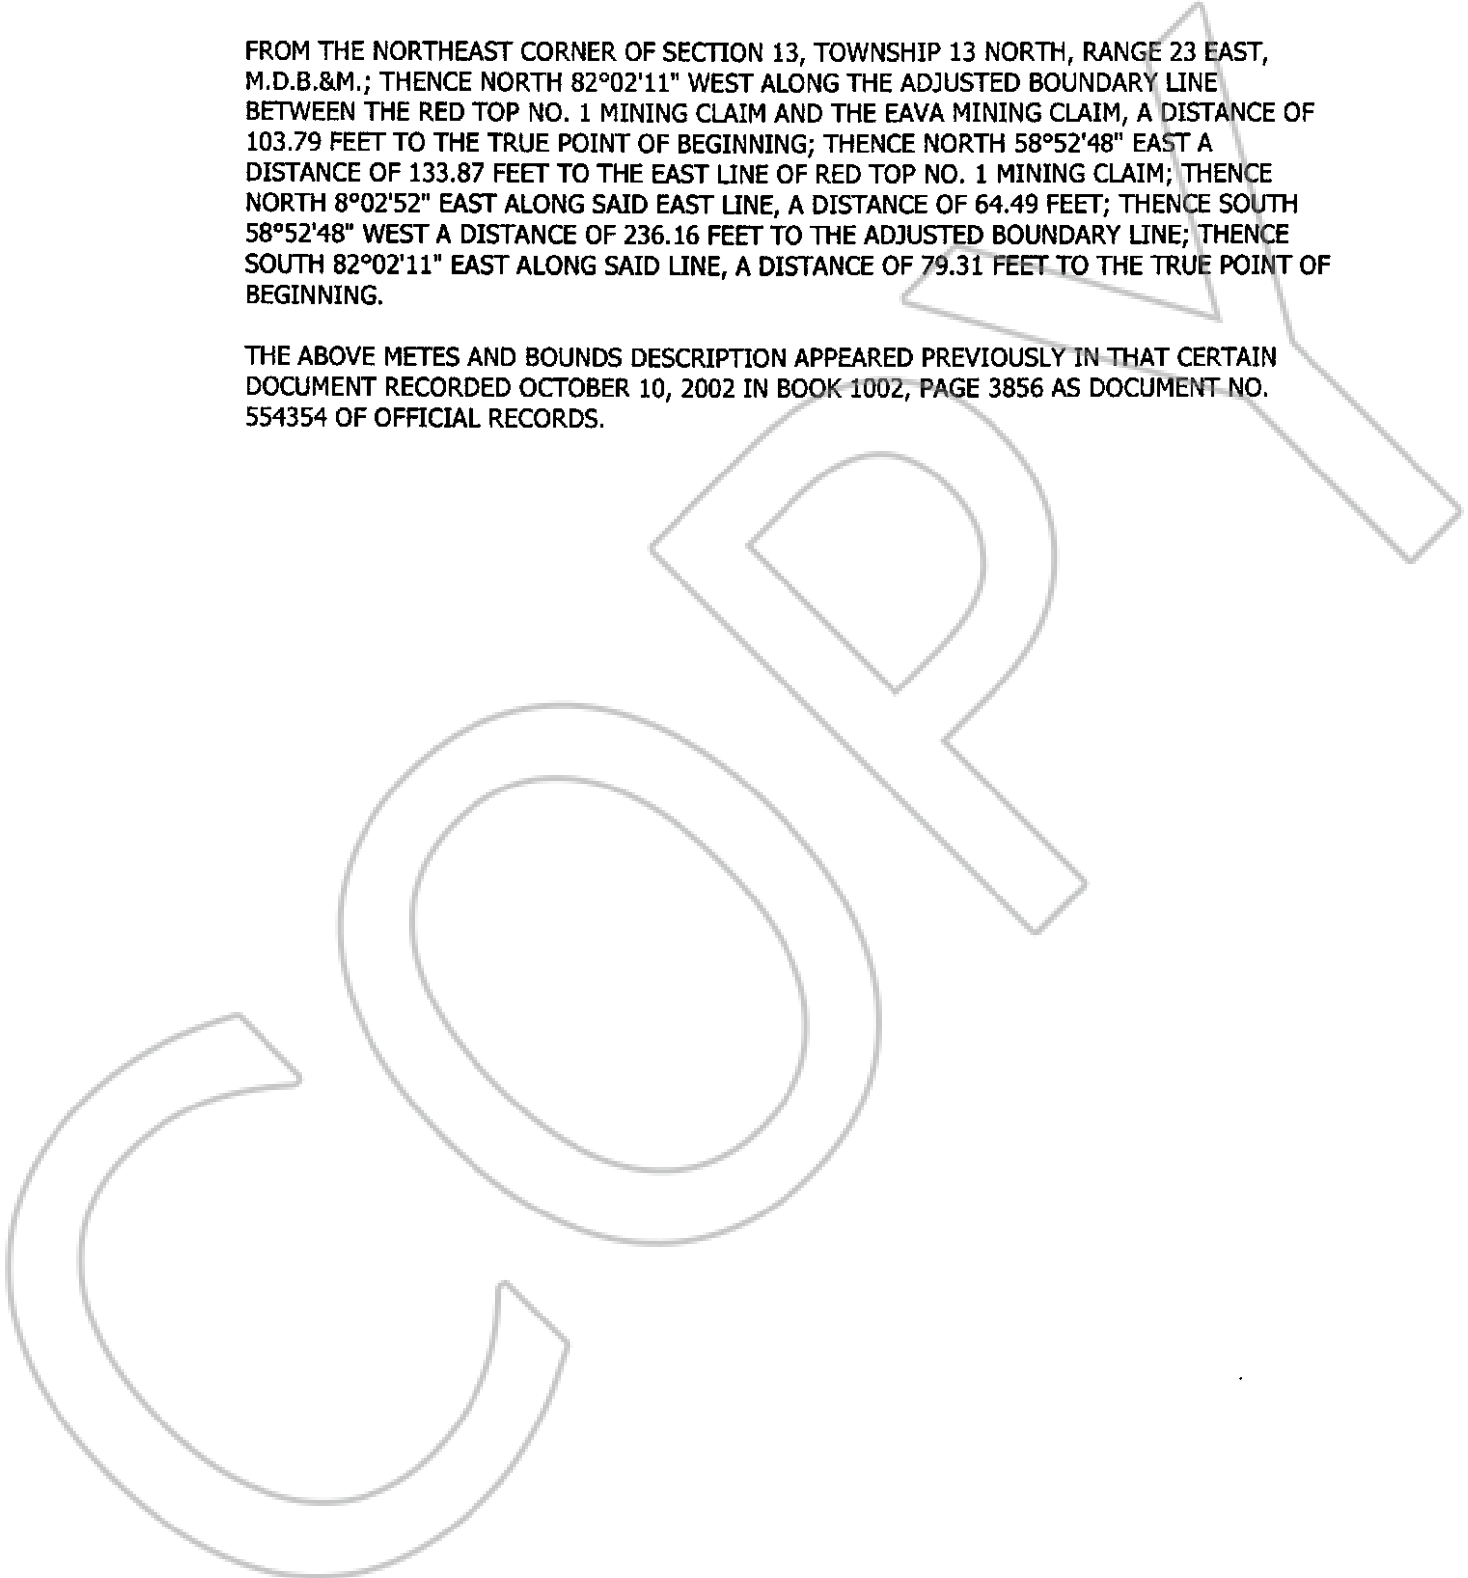 FROM THE NORTHEAST CORNER OF SECTION 13, TOWNSHIP 13 NORTH, RANGE 23 EAST,
M.D.B.&M.; THENCE NORTH 82°02'11" WEST ALONG THE ADJUSTED BOUNDARY LINE
BETWEEN THE RED TOP NO. 1 MINING CLAIM AND THE EAVA MINING CLAIM, A DISTANCE OF
103.79 FEET TO THE TRUE POINT OF BEGINNING; THENCE NORTH 58°52'48" EAST A
DISTANCE OF 133.87 FEET TO THE EAST LINE OF RED TOP NO. 1 MINING CLAIM; THENCE
NORTH 8°02'52" EAST ALONG SAID EAST LINE, A DISTANCE OF 64.49 FEET; THENCE SOUTH
58°52'48" WEST A DISTANCE OF 236.16 FEET TO THE ADJUSTED BOUNDARY LINE; THENCE
SOUTH 82°02'11" EAST ALONG SAID LINE, A DISTANCE OF 79.31 FEET TO THE TRUE POINT OF
BEGINNING.
THE ABOVE METES AND BOUNDS DESCRIPTION APPEARED PREVIOUSLY IN THAT CERTAIN
DOCUMENT RECORDED OCTOBER 10, 2002 IN BOOK 1002, PAGE 3856 AS DOCUMENT NO.
554354 OF OFFICIAL RECORDS.
COPY